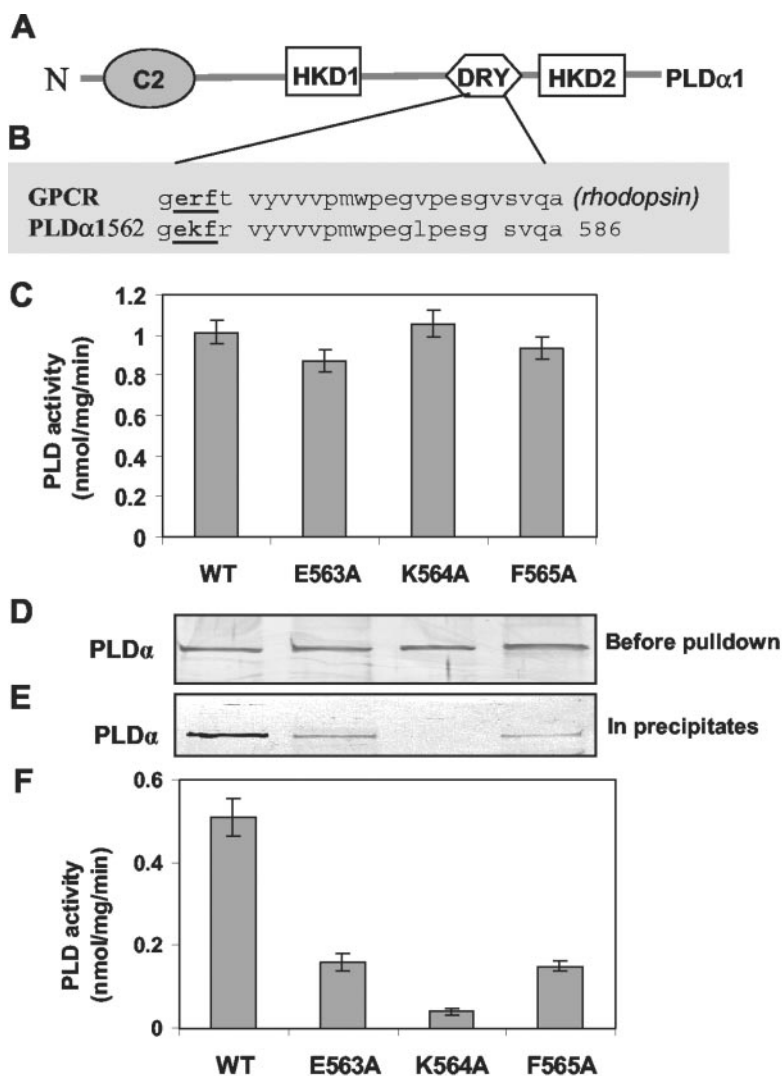 A
N C2 HKD1 DRY HKD2 PLDα1
B
GPCR gerft vyvvvpmwpegvpesgvsvqa (rhodopsin)
PLDα1562 gekfr vyvvvpmwpeglpesg svqa 586
C
PLD activity
(nmol/mg/min)
1.2
1
0.8
0.6
0.4
0.2
0
WT E563A K564A F565A
D
PLDα Before pulldown
E
PLDα In precipitates
F
PLD activity
(nmol/mg/min)
0.6
0.4
0.2
0
WT E563A K564A F565A